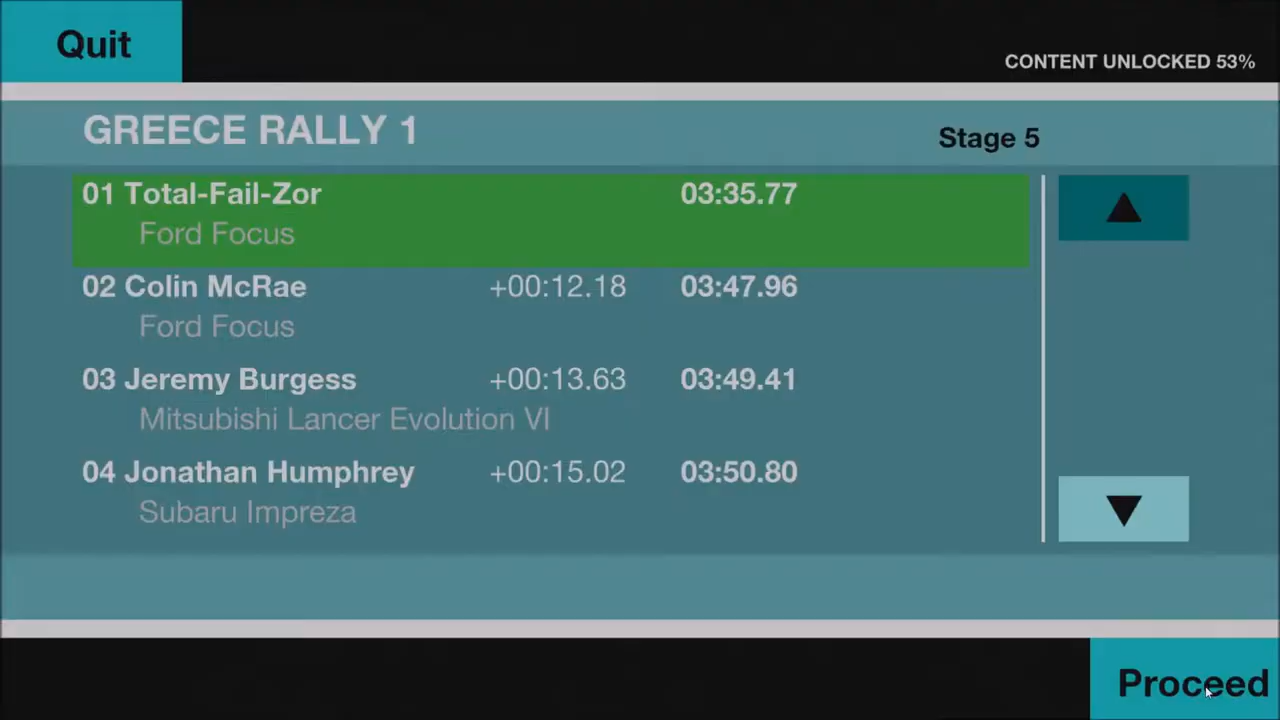 Quit
CONTENT UNLOCKED 53%
GREECE RALLY 1
Stage 5
01 Total-Fail-Zor 03:35.77
Ford Focus
02 Colin McRae +00:12.18 03:47.96
Ford Focus
03 Jeremy Burgess +00:13.63 03:49.41
Mitsubishi Lancer Evolution VI
04 Jonathan Humphrey +00:15.02 03:50.80
Subaru Impreza
Proceed